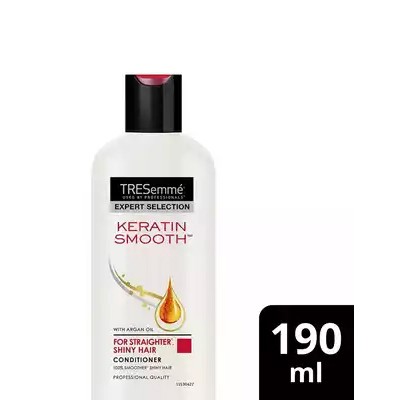 TRESemmé
USED BY PROFESSIONALS
EXPERT SELECTION
KERATIN
SMOOTH™
WITH ARGAN OIL
FOR STRAIGHTER*,
SHINY HAIR
CONDITIONER
100% SMOOTHER* SHINY HAIR
PROFESSIONAL QUALITY
190
ml